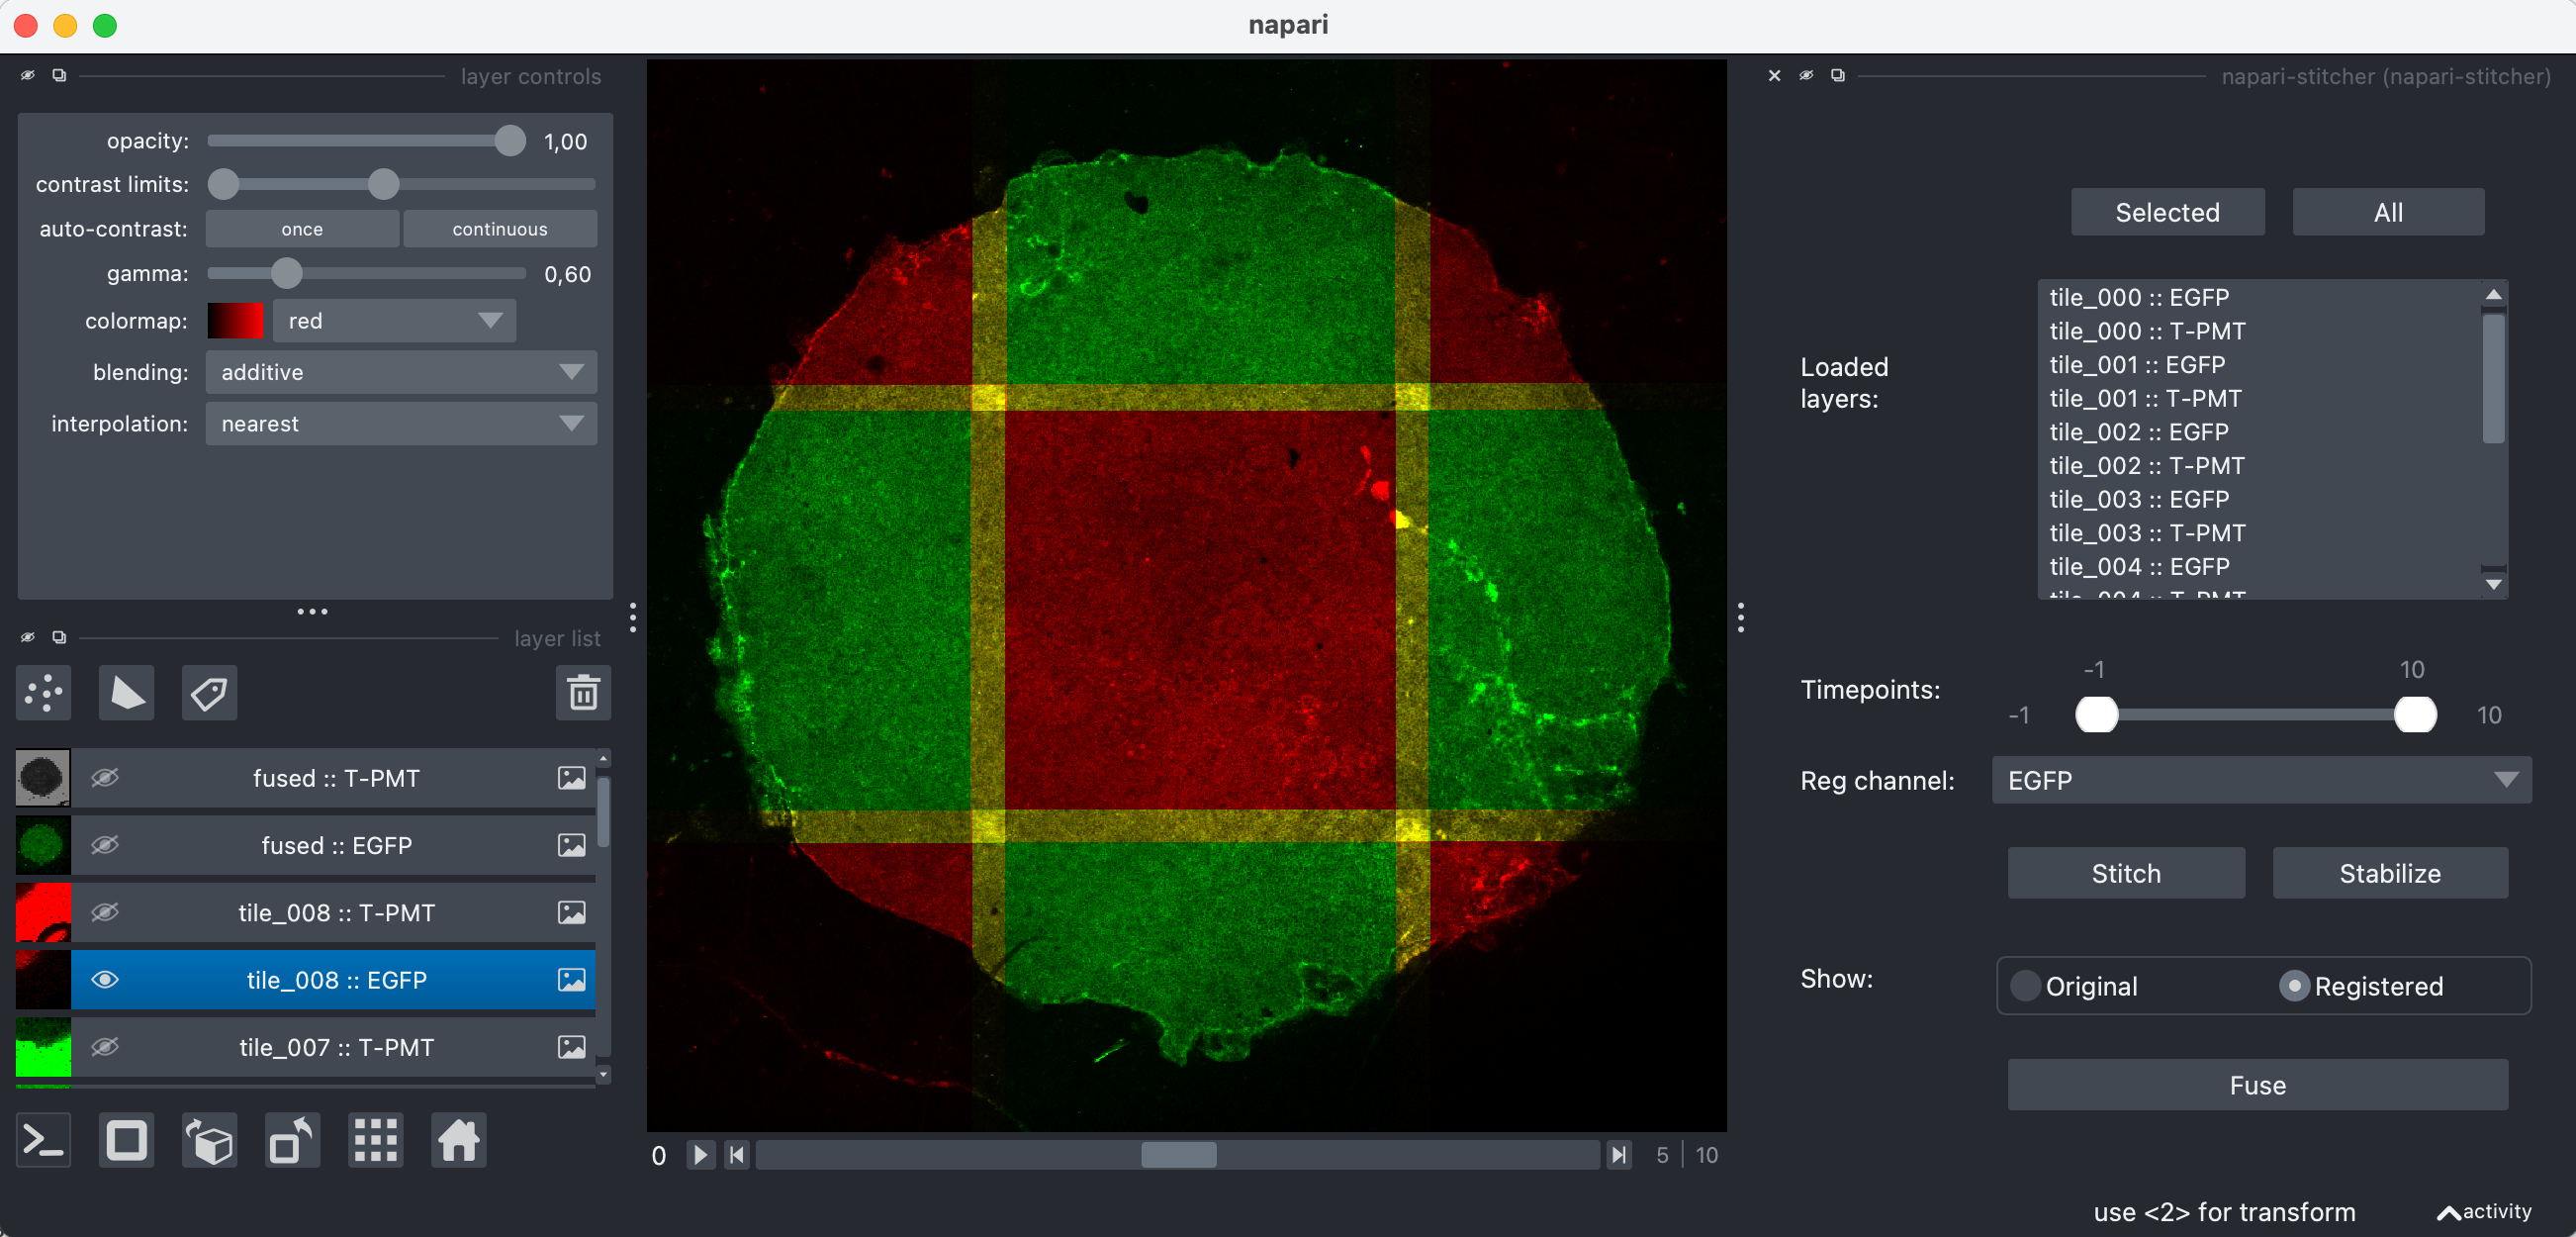 napari
layer controls
opacity: 1,00
contrast limits:
auto-contrast: once continuous
gamma: 0,60
colormap: red
blending: additive
interpolation: nearest
layer list
fused :: T-PMT
fused :: EGFP
tile_008 :: T-PMT
tile_008 :: EGFP
tile_007 :: T-PMT
0 5 10
napari-stitcher (napari-stitcher)
Selected All
Loaded
layers:
tile_000 :: EGFP
tile_000 :: T-PMT
tile_001 :: EGFP
tile_001 :: T-PMT
tile_002 :: EGFP
tile_002 :: T-PMT
tile_003 :: EGFP
tile_003 :: T-PMT
tile_004 :: EGFP
tile_004 :: T-PMT
-1 10
Timepoints: -1 10
Reg channel: EGFP
Stitch Stabilize
Show: Original Registered
Fuse
use <2> for transform activity